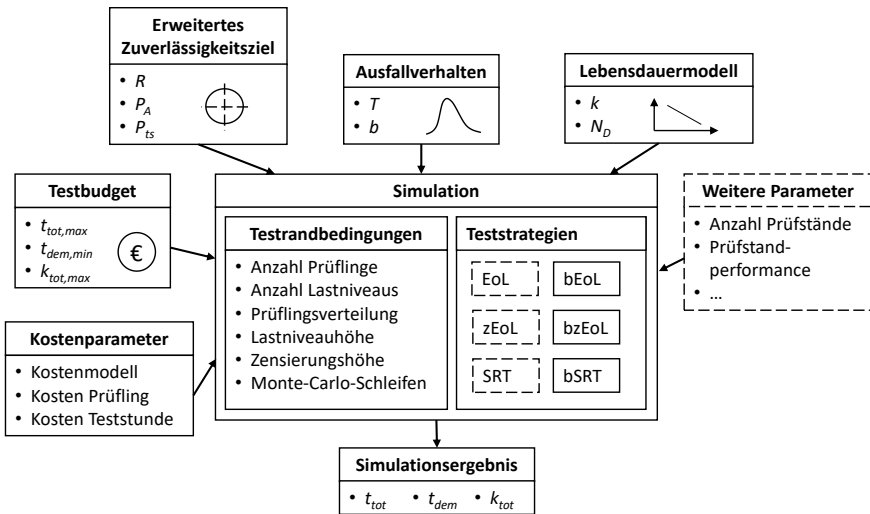 Erweitertes
Zuverlässigkeitsziel
• R
• P_A
• P_ts
Ausfallverhalten
• T
• b
Lebensdauermodell
• k
• N_D
Testbudget
• t_tot,max
• t_dem,min
• k_tot,max
€
Kostenparameter
• Kostenmodell
• Kosten Prüfling
• Kosten Teststunde
Simulation
Testrandbedingungen
• Anzahl Prüflinge
• Anzahl Lastniveaus
• Prüflingsverteilung
• Lastniveauhöhe
• Zensierungshöhe
• Monte-Carlo-Schleifen
Teststrategien
EoL bEoL
zEoL bzEoL
SRT bSRT
Weitere Parameter
• Anzahl Prüfstände
• Prüfstand-
performance
• ...
Simulationsergebnis
• t_tot • t_dem • k_tot